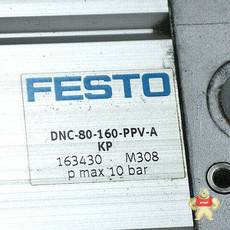 FESTO
DNC-80-160-PPV-A
KP
163430 M308
p max 10 bar